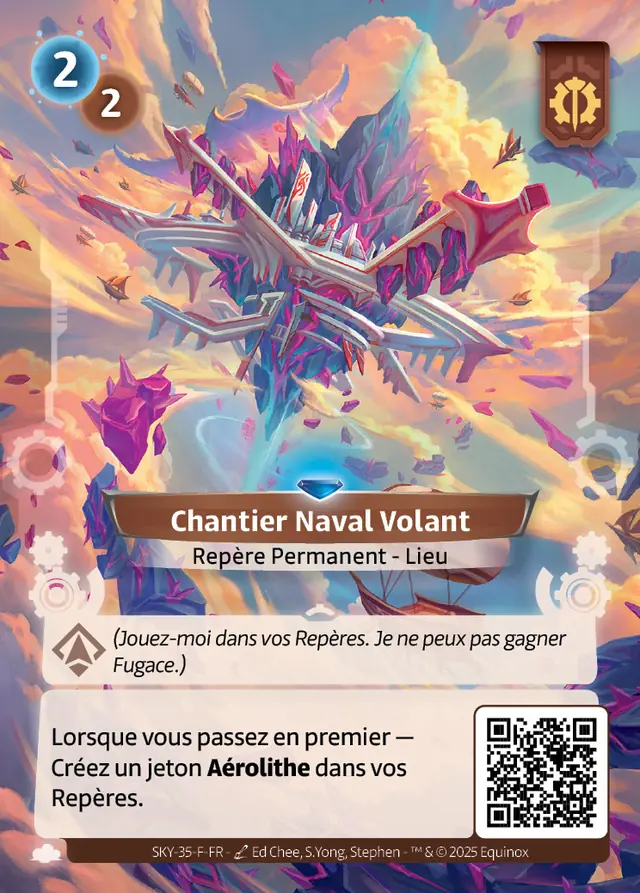 2
2
Chantier Naval Volant
Repère Permanent - Lieu
(Jouez-moi dans vos Repères. Je ne peux pas gagner
Fugace.)
Lorsque vous passez en premier —
Créez un jeton Aérolithe dans vos
Repères.
SKY-35-F-FR - Ed Chee, S.Yong, Stephen - ™ & © 2025 Equinox